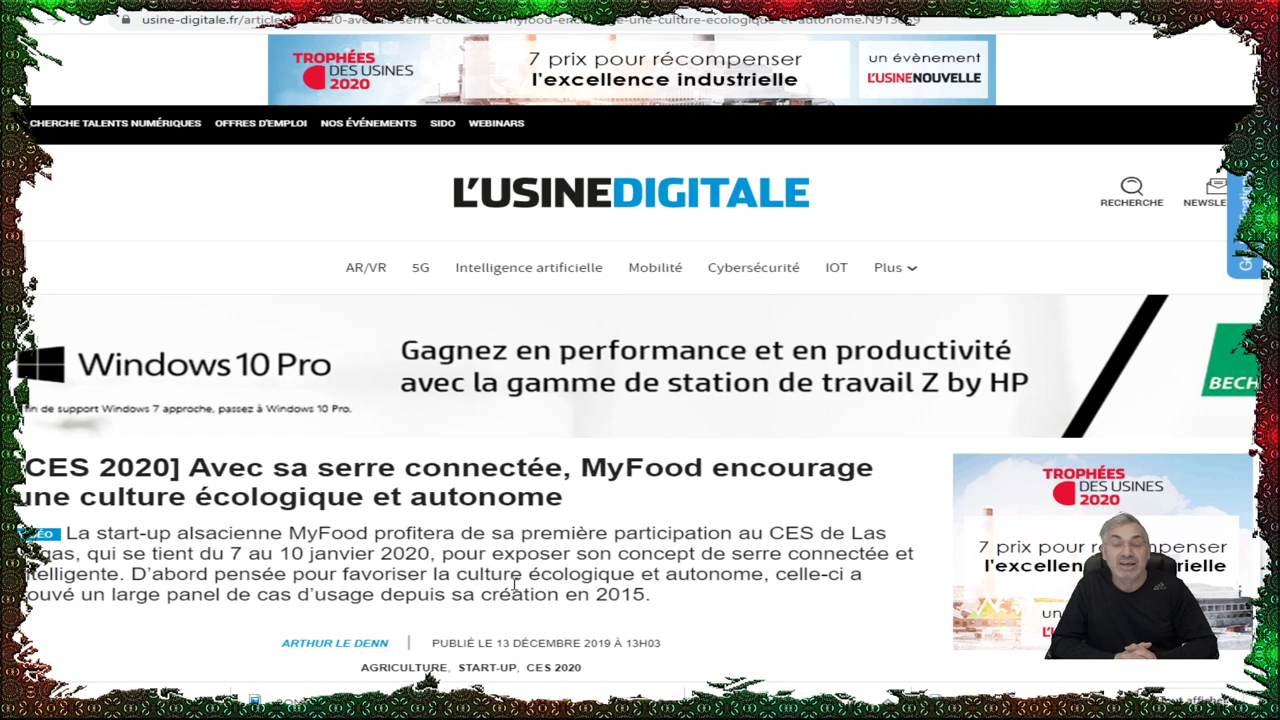 usine-digitale.fr/article
TROPHÉES
DES USINES
2020
7 prix pour récompenser
l'excellence industrielle
un évènement
L'USINENOUVELLE
CHERCHE TALENTS NUMÉRIQUES OFFRES D'EMPLOI NOS ÉVÉNEMENTS SIDO WEBINARS
L'USINEDIGITALE
RECHERCHE
NEWSLE
AR/VR 5G Intelligence artificielle Mobilité Cybersécurité IOT Plus
Windows 10 Pro
in de support Windows 7 approche, passez à Windows 10 Pro.
Gagnez en performance et en productivité
avec la gamme de station de travail Z by HP
BECH
CES 2020] Avec sa serre connectée, MyFood encourage
une culture écologique et autonome
ÉO La start-up alsacienne MyFood profitera de sa première participation au CES de Las
gas, qui se tient du 7 au 10 janvier 2020, pour exposer son concept de serre connectée et
ntelligente. D'abord pensée pour favoriser la culture écologique et autonome, celle-ci a
ouvé un large panel de cas d'usage depuis sa création en 2015.
ARTHUR LE DENN | PUBLIÉ LE 13 DÉCEMBRE 2019 À 13H03
AGRICULTURE, START-UP, CES 2020
TROPHÉES
DES USINES
2020
7 prix pour r compenser
l'excellen rielle
un